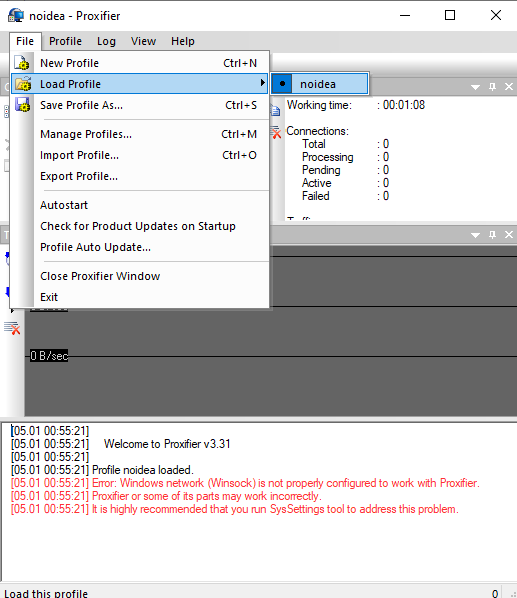 noidea - Proxifier
File Profile Log View Help
New Profile Ctrl+N
Load Profile
noidea
Save Profile As... Ctrl+S
Manage Profiles... Ctrl+M
Import Profile... Ctrl+O
Export Profile...
Autostart
Check for Product Updates on Startup
Profile Auto Update...
Close Proxifier Window
Exit
Working time: : 00:01:08
Connections:
Total : 0
Processing : 0
Pending : 0
Active : 0
Failed : 0
0 B/sec
[05.01 00:55:21]
[05.01 00:55:21] Welcome to Proxifier v3.31
[05.01 00:55:21]
[05.01 00:55:21] Profile noidea loaded.
[05.01 00:55:21] Error: Windows network (Winsock) is not properly configured to work with Proxifier.
[05.01 00:55:21] Proxifier or some of its parts may work incorrectly.
[05.01 00:55:21] It is highly recommended that you run SysSettings tool to address this problem.
Load this profile 0